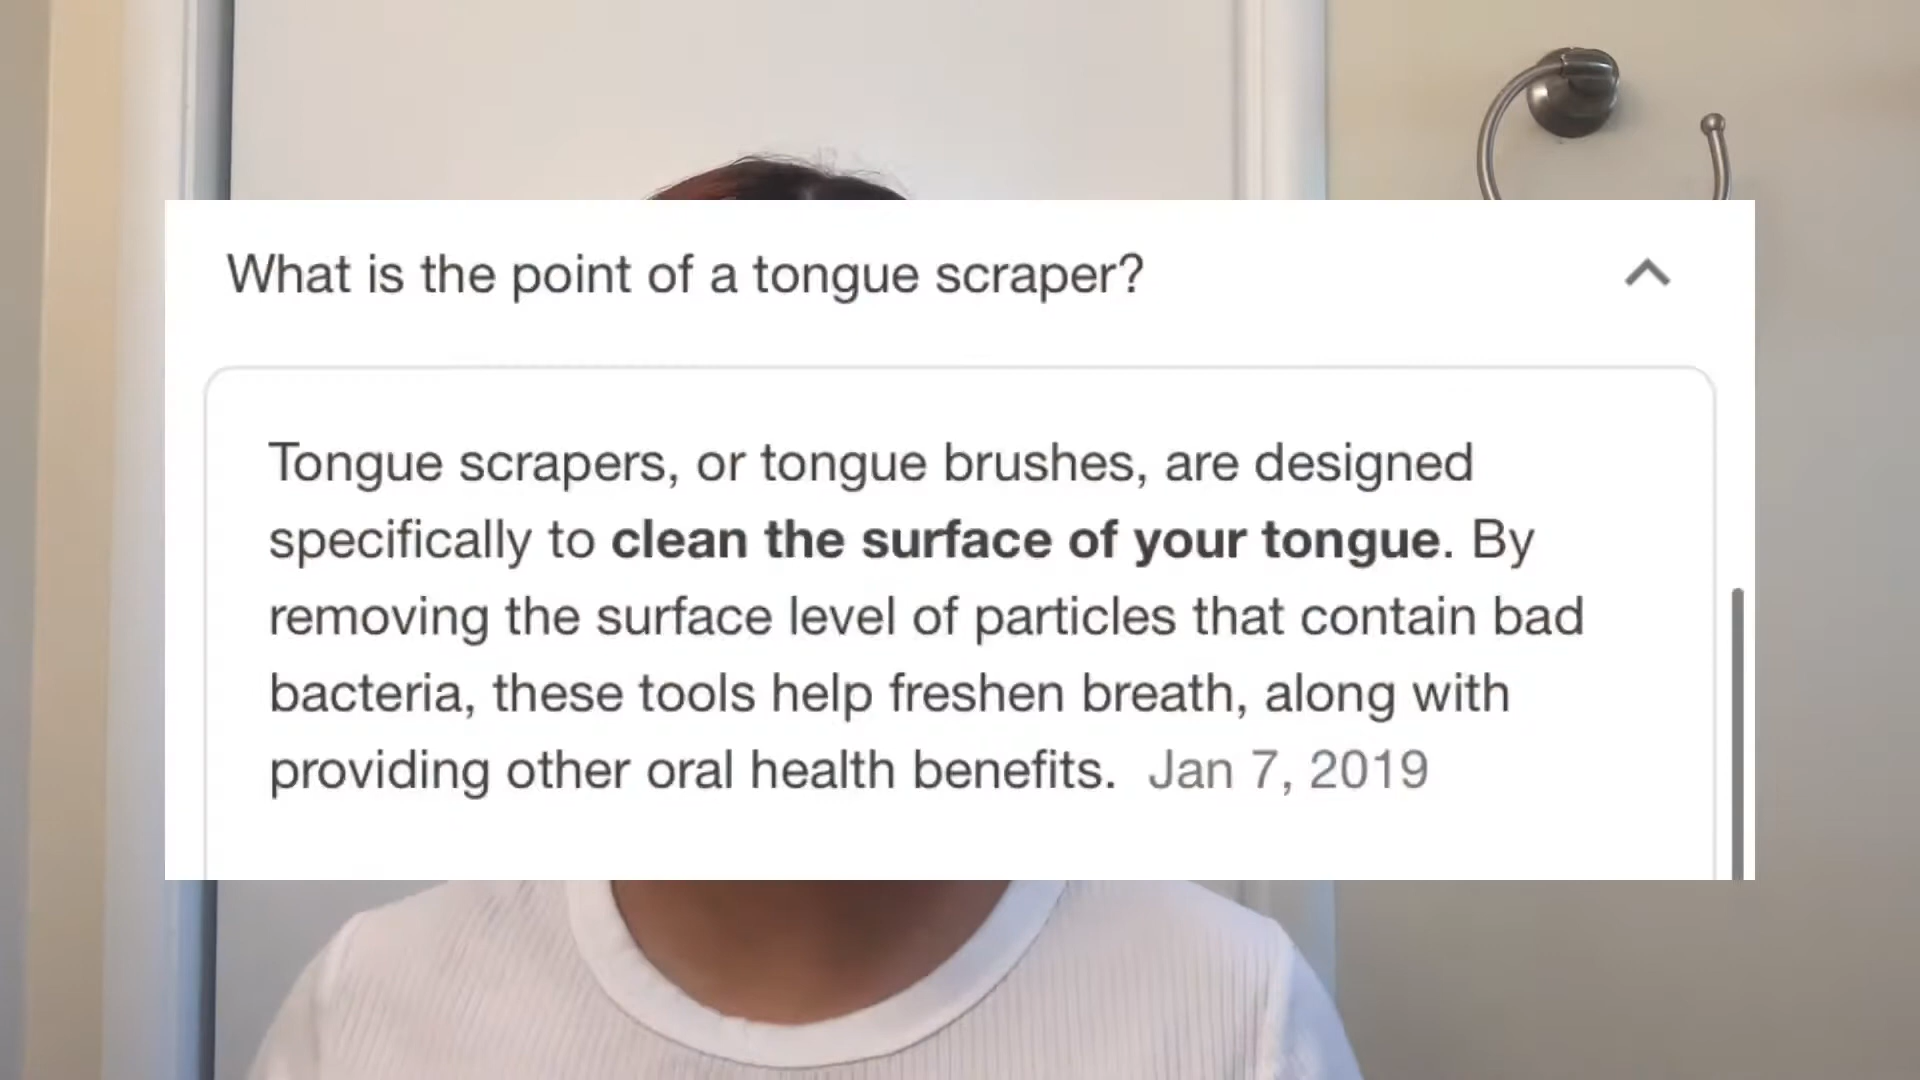 What is the point of a tongue scraper?
Tongue scrapers, or tongue brushes, are designed
specifically to clean the surface of your tongue. By
removing the surface level of particles that contain bad
bacteria, these tools help freshen breath, along with
providing other oral health benefits. Jan 7, 2019